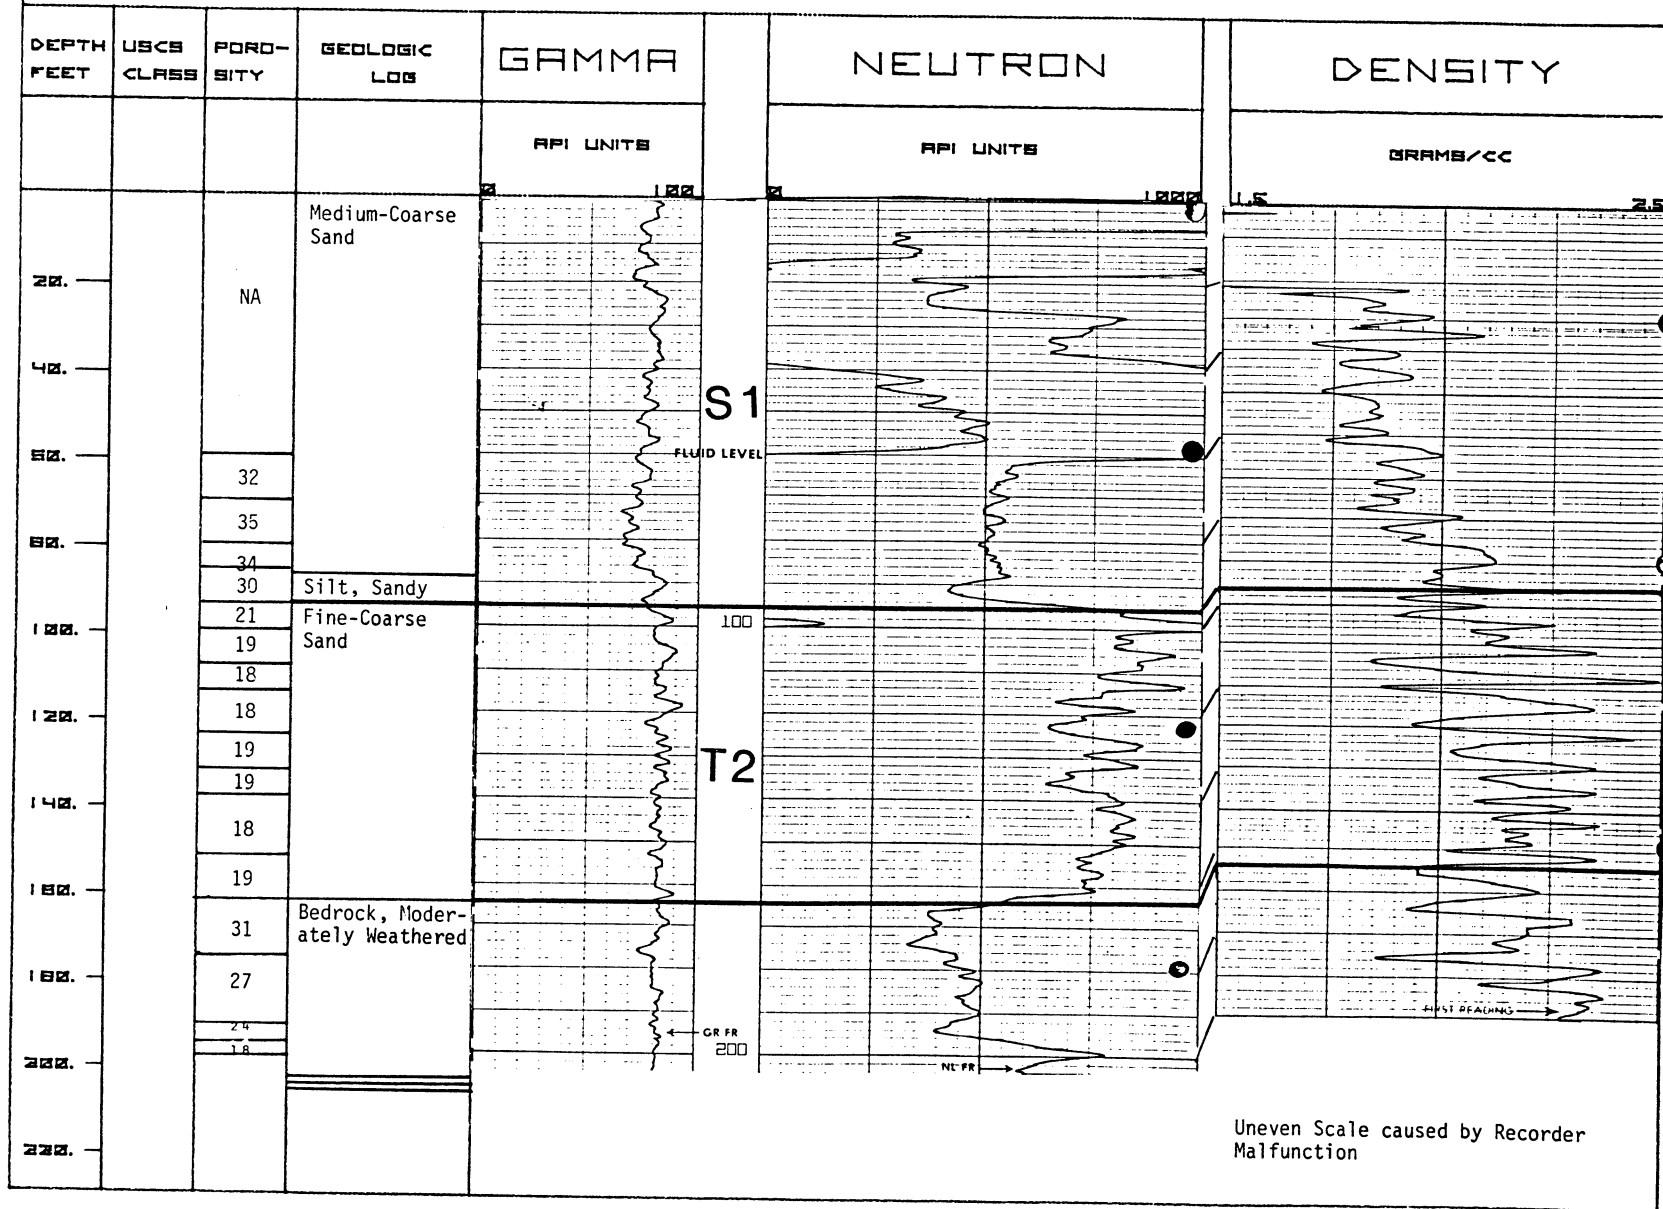 DEPTH FEET
USCS CLASS
PORO-SITY
GEOLOGIC LOG
GAMMA
NEUTRON
DENSITY
API UNITS
API UNITS
GRAMS/CC
0 100
0 1000
1.5 2.5
Medium-Coarse
Sand
20.
NA
40.
S1
60.
FLUID LEVEL
32
35
80.
34
30
Silt, Sandy
21
Fine-Coarse
Sand
100
100.
19
18
18
120.
19
T2
19
140.
18
19
160.
Bedrock, Moder-
ately Weathered
31
180.
27
FIRST READING
24
GR FR
18
200
200.
NL FR
Uneven Scale caused by Recorder
Malfunction
220.